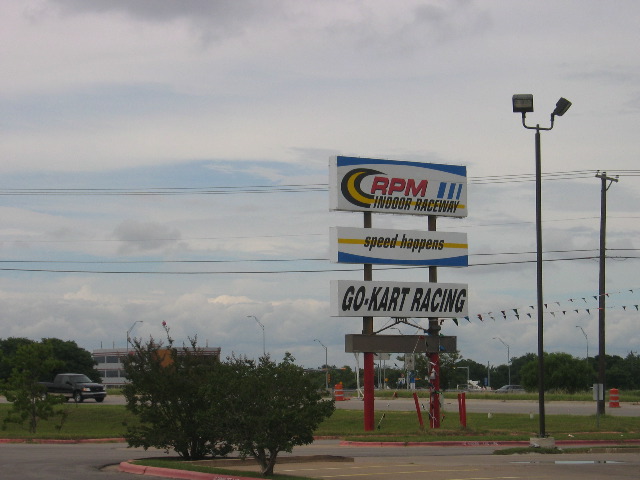 RPM
INDOOR RACEWAY
speed happens
GO-KART RACING